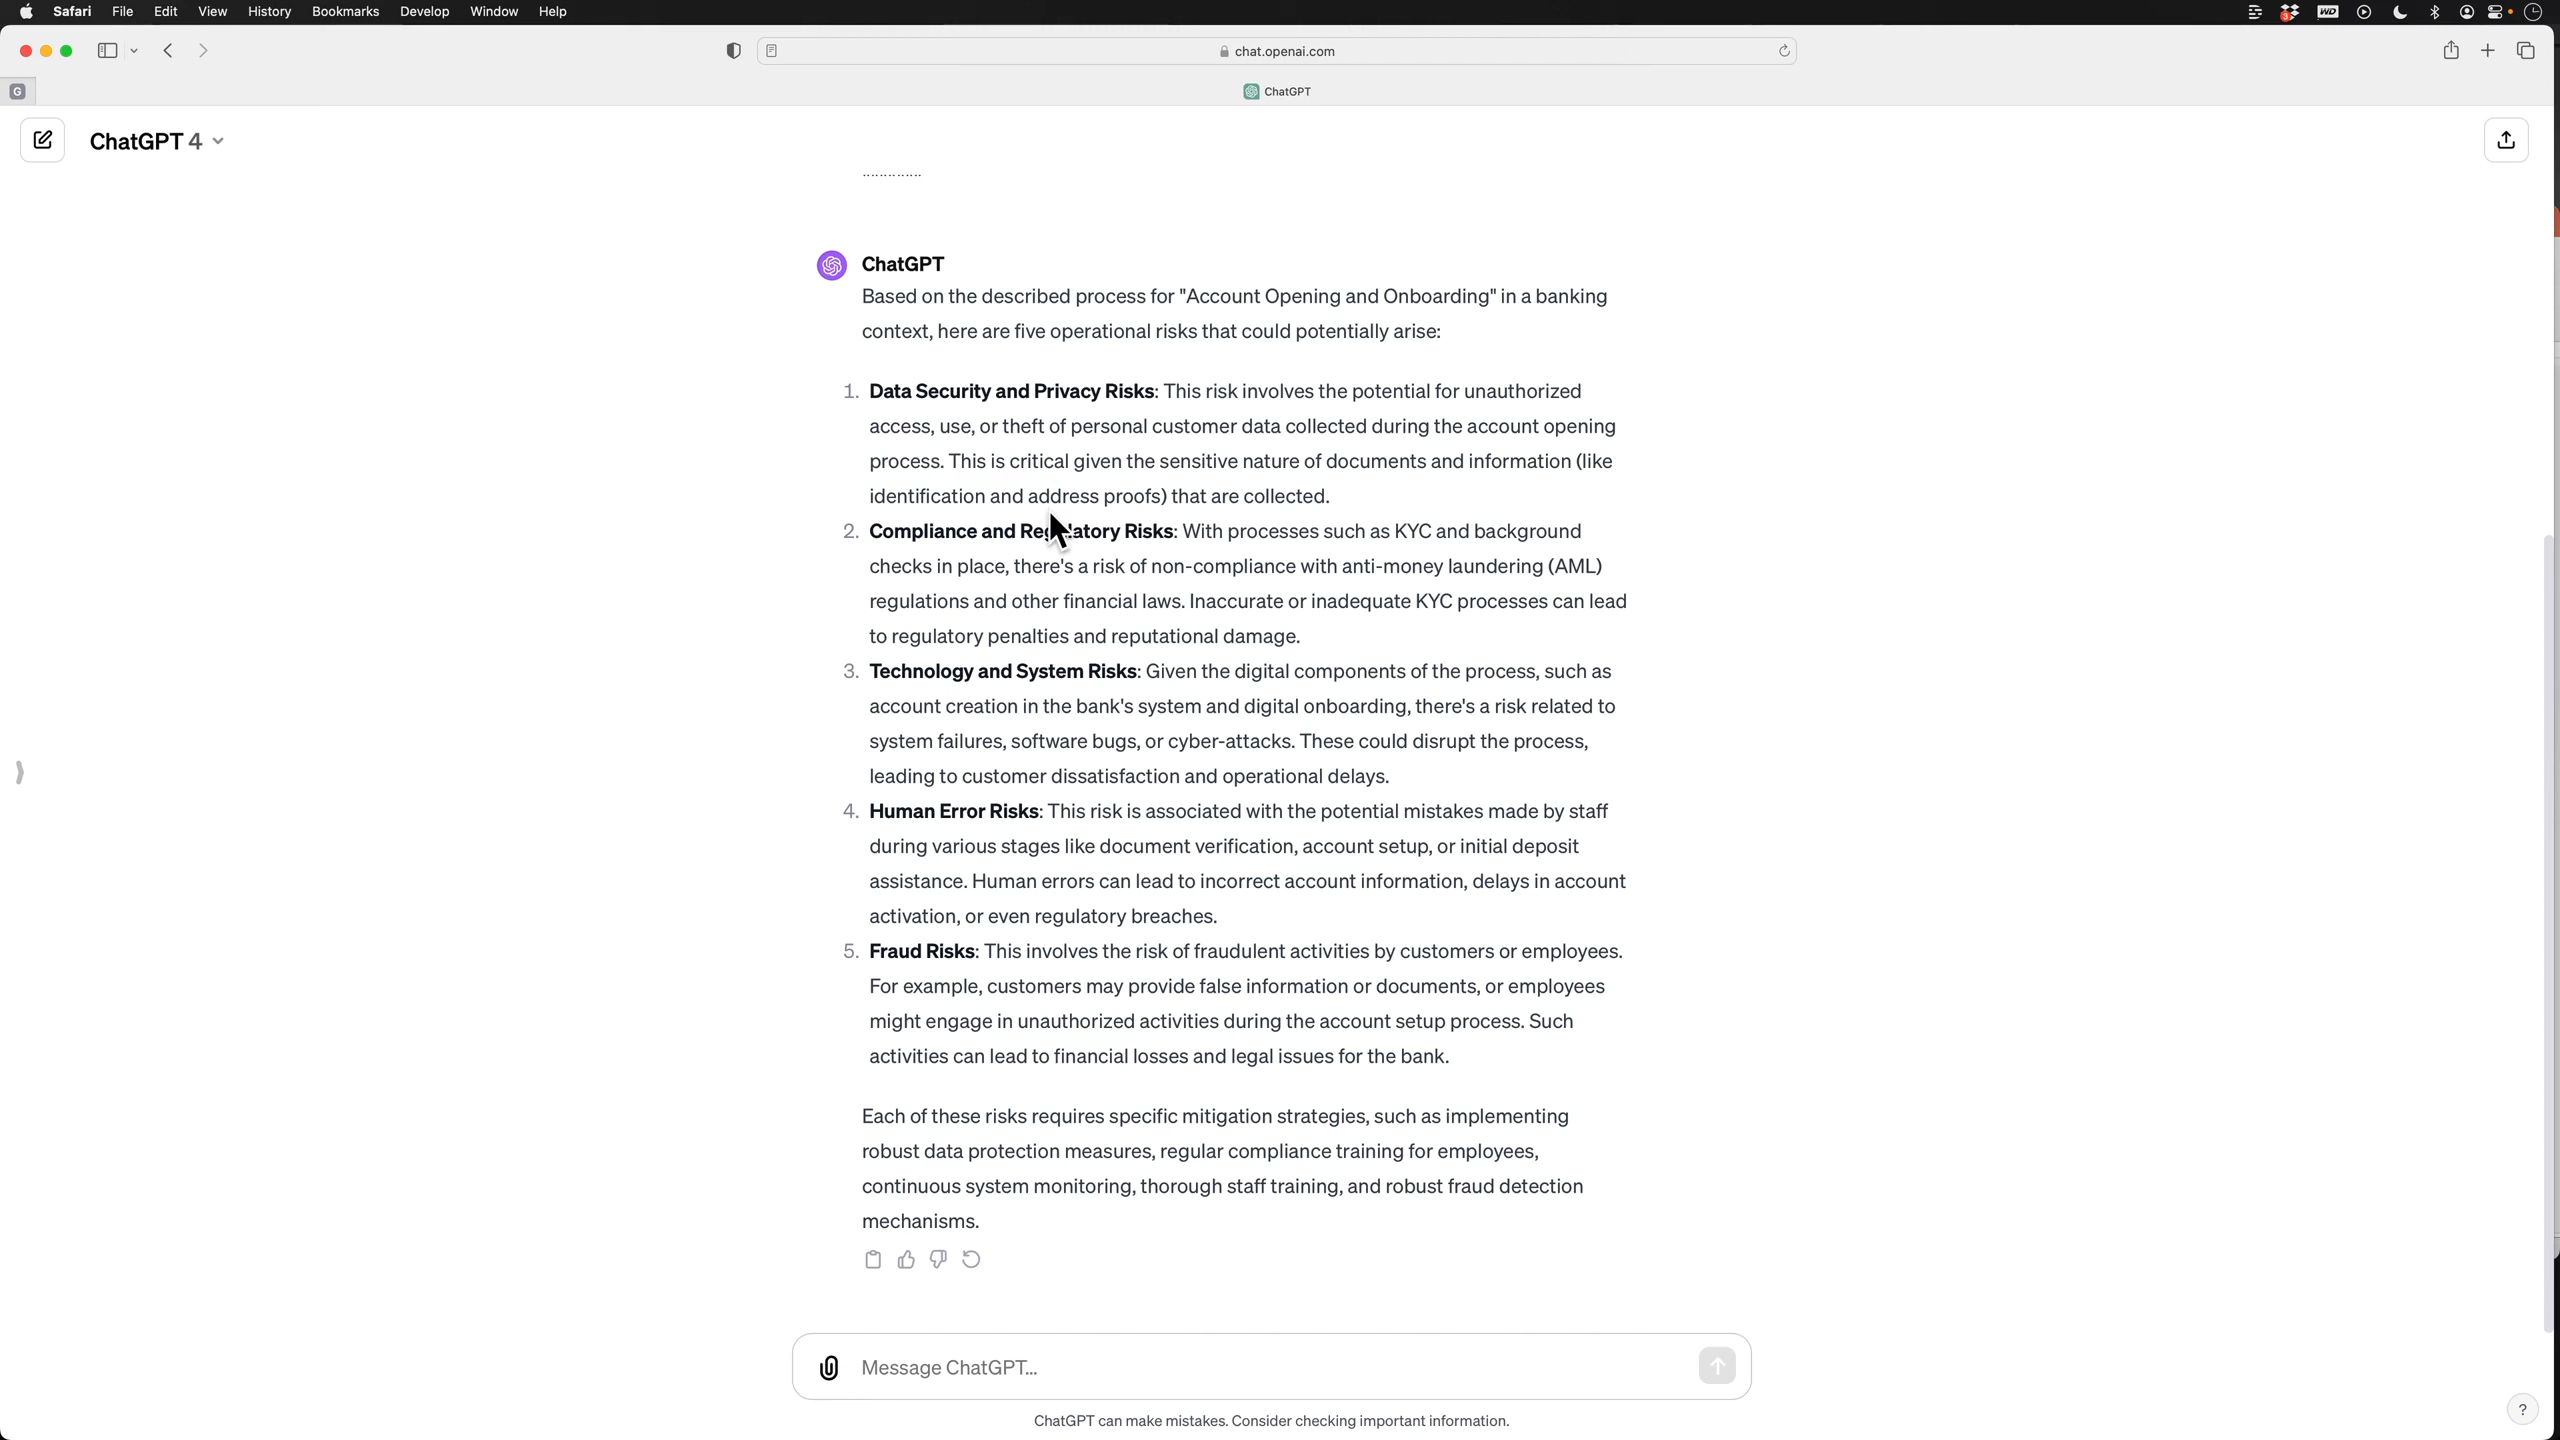 Safari File Edit View History Bookmarks Develop Window Help
WD
chat.openai.com
G
ChatGPT
ChatGPT 4
ChatGPT
Based on the described process for "Account Opening and Onboarding" in a banking
context, here are five operational risks that could potentially arise:
1. Data Security and Privacy Risks: This risk involves the potential for unauthorized
access, use, or theft of personal customer data collected during the account opening
process. This is critical given the sensitive nature of documents and information (like
identification and address proofs) that are collected.
2. Compliance and Regulatory Risks: With processes such as KYC and background
checks in place, there's a risk of non-compliance with anti-money laundering (AML)
regulations and other financial laws. Inaccurate or inadequate KYC processes can lead
to regulatory penalties and reputational damage.
3. Technology and System Risks: Given the digital components of the process, such as
account creation in the bank's system and digital onboarding, there's a risk related to
system failures, software bugs, or cyber-attacks. These could disrupt the process,
leading to customer dissatisfaction and operational delays.
4. Human Error Risks: This risk is associated with the potential mistakes made by staff
during various stages like document verification, account setup, or initial deposit
assistance. Human errors can lead to incorrect account information, delays in account
activation, or even regulatory breaches.
5. Fraud Risks: This involves the risk of fraudulent activities by customers or employees.
For example, customers may provide false information or documents, or employees
might engage in unauthorized activities during the account setup process. Such
activities can lead to financial losses and legal issues for the bank.
Each of these risks requires specific mitigation strategies, such as implementing
robust data protection measures, regular compliance training for employees,
continuous system monitoring, thorough staff training, and robust fraud detection
mechanisms.
Message ChatGPT...
ChatGPT can make mistakes. Consider checking important information.
?